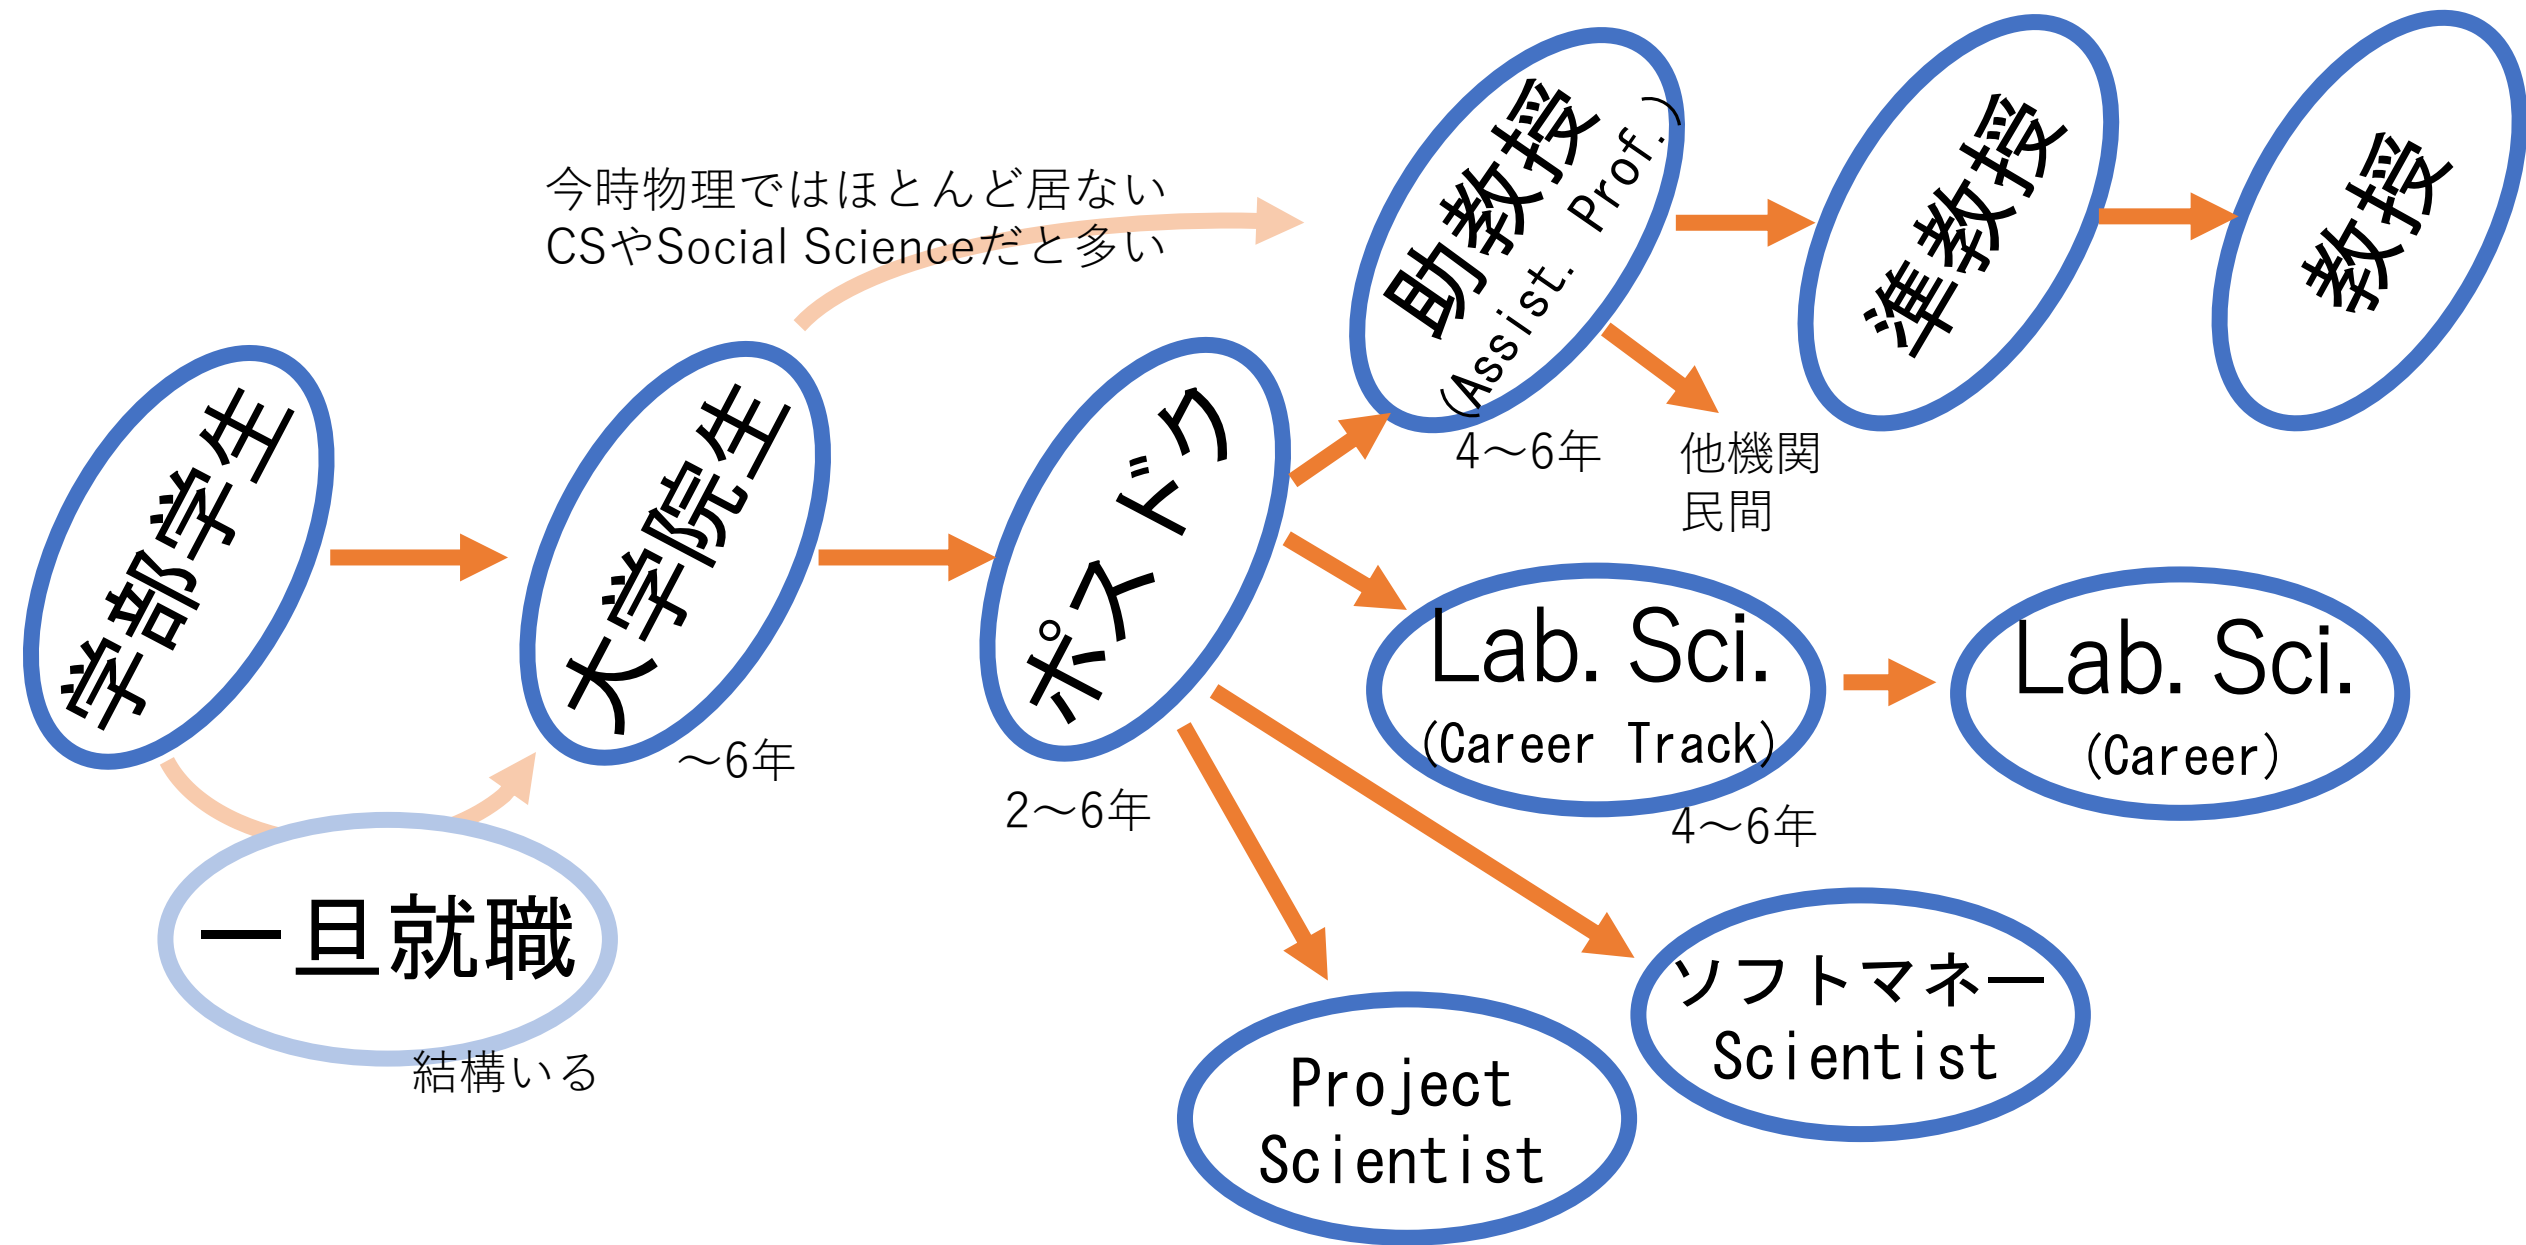 今時物理ではほとんど居ない
CSやSocial Scienceだと多い
学部学生
大学院生
～6年
一旦就職
結構いる
ポスドク
2～6年
助教授
(Assist. Prof.)
4～6年
準教授
教授
他機関
民間
Lab. Sci.
(Career Track)
4～6年
Lab. Sci.
(Career)
ソフトマネー
Scientist
Project
Scientist